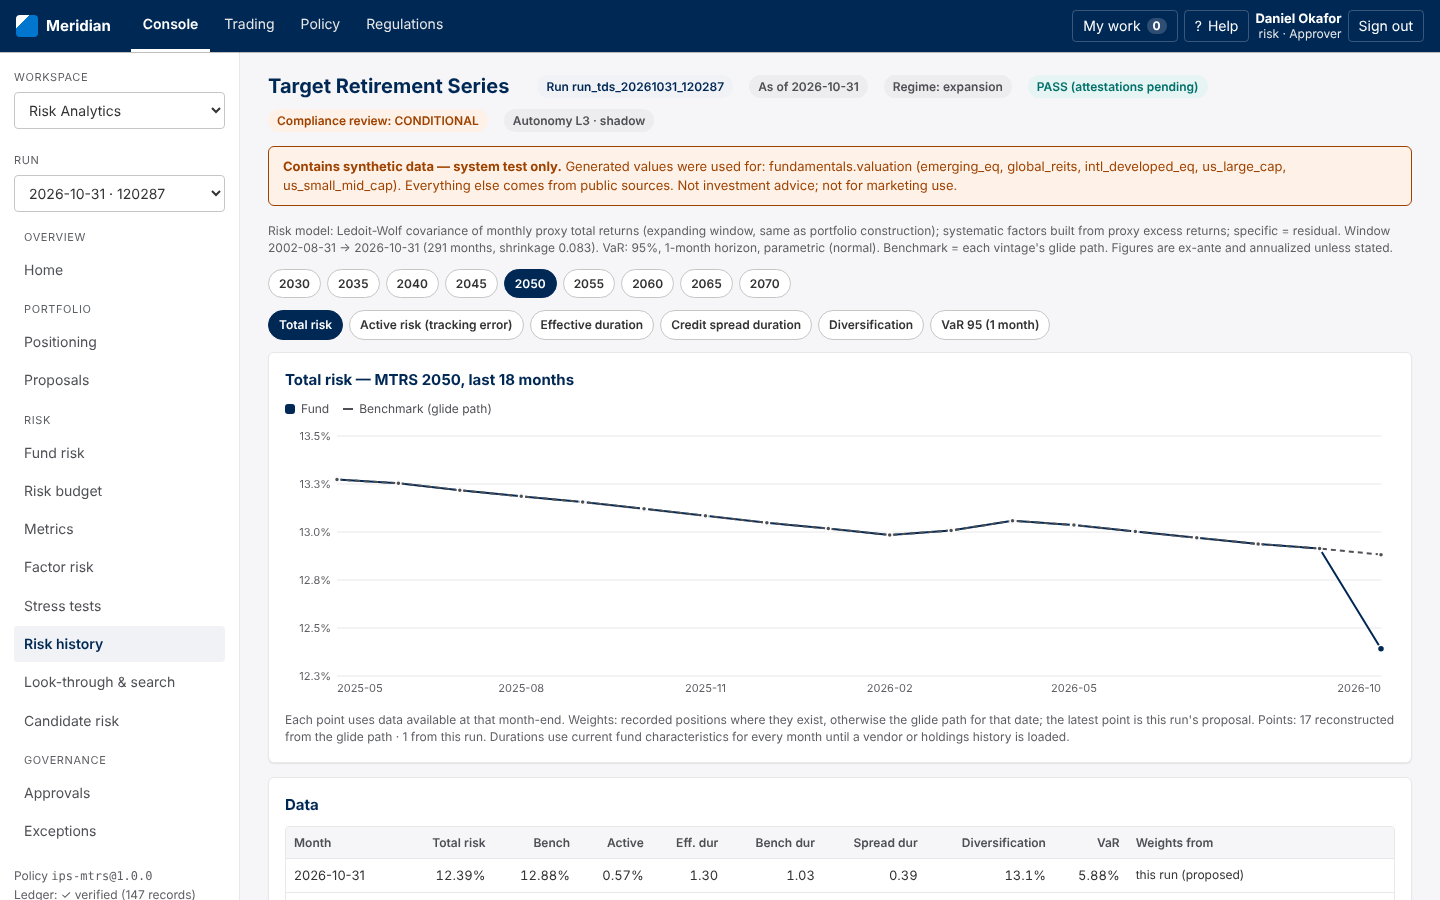 Meridian
Console
Trading
Policy
Regulations
My work 0
? Help
Daniel Okafor
risk · Approver
Sign out
WORKSPACE
Risk Analytics
RUN
2026-10-31 · 120287
OVERVIEW
Home
PORTFOLIO
Positioning
Proposals
RISK
Fund risk
Risk budget
Metrics
Factor risk
Stress tests
Risk history
Look-through & search
Candidate risk
GOVERNANCE
Approvals
Exceptions
Policy ips-mtrs@1.0.0
Ledger: ✓ verified (147 records)
Target Retirement Series
Run run_tds_20261031_120287
As of 2026-10-31
Regime: expansion
PASS (attestations pending)
Compliance review: CONDITIONAL
Autonomy L3 · shadow
Contains synthetic data — system test only. Generated values were used for: fundamentals.valuation (emerging_eq, global_reits, intl_developed_eq, us_large_cap,
us_small_mid_cap). Everything else comes from public sources. Not investment advice; not for marketing use.
Risk model: Ledoit-Wolf covariance of monthly proxy total returns (expanding window, same as portfolio construction); systematic factors built from proxy excess returns; specific = residual. Window
2002-08-31 → 2026-10-31 (291 months, shrinkage 0.083). VaR: 95%, 1-month horizon, parametric (normal). Benchmark = each vintage's glide path. Figures are ex-ante and annualized unless stated.
2030 2035 2040 2045 2050 2055 2060 2065 2070
Total risk
Active risk (tracking error)
Effective duration
Credit spread duration
Diversification
VaR 95 (1 month)
Total risk — MTRS 2050, last 18 months
Fund
Benchmark (glide path)
13.5%
13.3%
13.0%
12.8%
12.5%
12.3%
2025-05 2025-08 2025-11 2026-02 2026-05 2026-10
Each point uses data available at that month-end. Weights: recorded positions where they exist, otherwise the glide path for that date; the latest point is this run's proposal. Points: 17 reconstructed
from the glide path · 1 from this run. Durations use current fund characteristics for every month until a vendor or holdings history is loaded.
Data
Month Total risk Bench Active Eff. dur Bench dur Spread dur Diversification VaR Weights from
2026-10-31 12.39% 12.88% 0.57% 1.30 1.03 0.39 13.1% 5.88% this run (proposed)